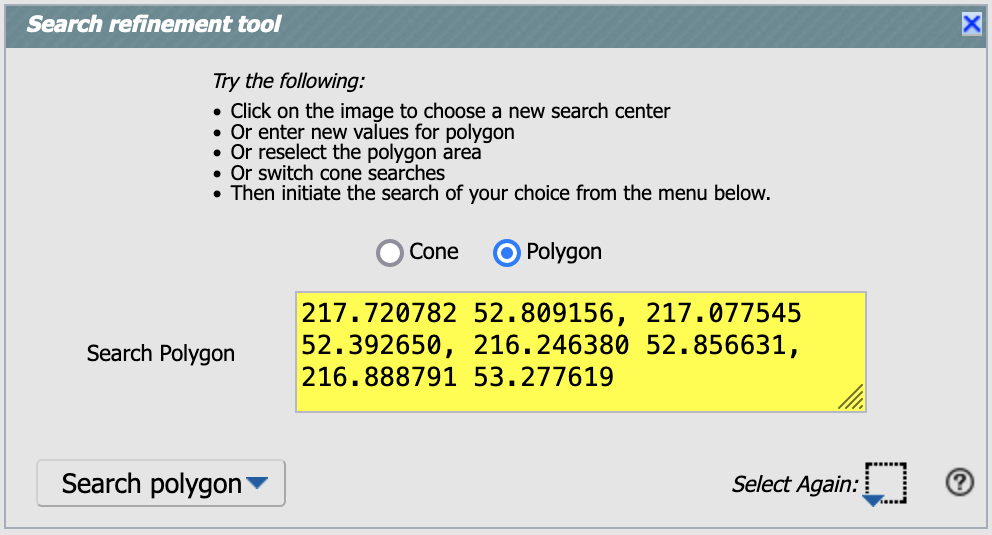 Search refinement tool
Try the following:
• Click on the image to choose a new search center
• Or enter new values for polygon
• Or reselect the polygon area
• Or switch cone searches
• Then initiate the search of your choice from the menu below.
Cone Polygon
Search Polygon
217.720782 52.809156, 217.077545
52.392650, 216.246380 52.856631,
216.888791 53.277619
Search polygon
Select Again:
?